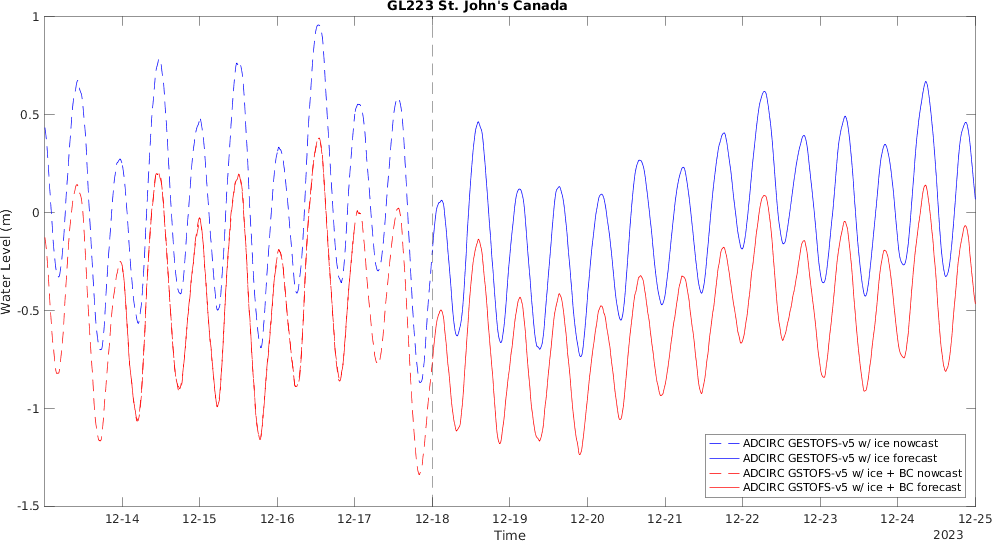 GL223 St. John's Canada
Water Level (m)
1
0.5
0
-0.5
-1
-1.5
12-14
12-15
12-16
12-17
12-18
12-19
12-20
12-21
12-22
12-23
12-24
12-25
Time
2023
ADCIRC GESTOFS-v5 w/ ice nowcast
ADCIRC GESTOFS-v5 w/ ice forecast
ADCIRC GSTOFS-v5 w/ ice + BC nowcast
ADCIRC GSTOFS-v5 w/ ice + BC forecast